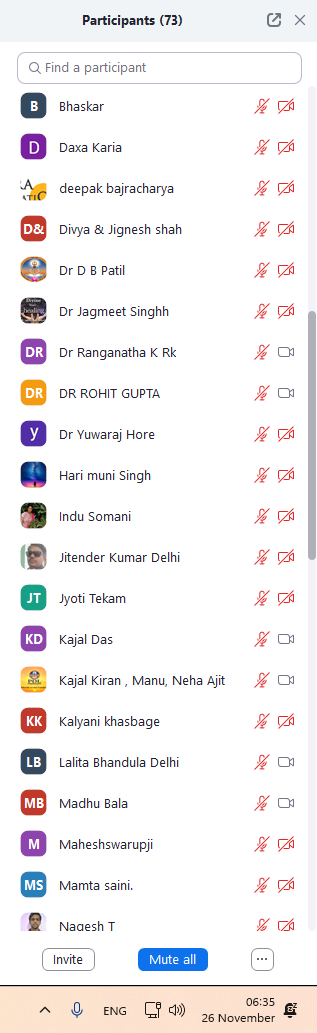 Participants (73)
Find a participant
B Bhaskar
D Daxa Karia
deepak bajracharya
D& Divya & Jignesh shah
Dr D B Patil
Dr Jagmeet Singhh
DR Dr Ranganatha K Rk
DR DR ROHIT GUPTA
y Dr Yuwaraj Hore
Hari muni Singh
Indu Somani
Jitender Kumar Delhi
JT Jyoti Tekam
KD Kajal Das
Kajal Kiran , Manu, Neha Ajit
KK Kalyani khasbage
LB Lalita Bhandula Delhi
MB Madhu Bala
M Maheshswarupji
MS Mamta saini.
Nagesh T
Invite Mute all ...
ENG 06:35
26 November